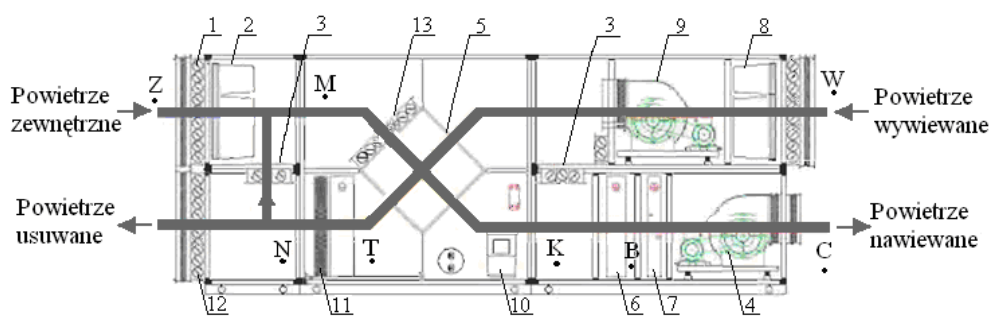 1 2 3 13 5 3 9 8
Z M W
Powietrze
zewnętrzne
Powietrze
wywiewane
Powietrze
usuwane
Powietrze
nawiewane
N T K B C
12 11 10 6 7 4